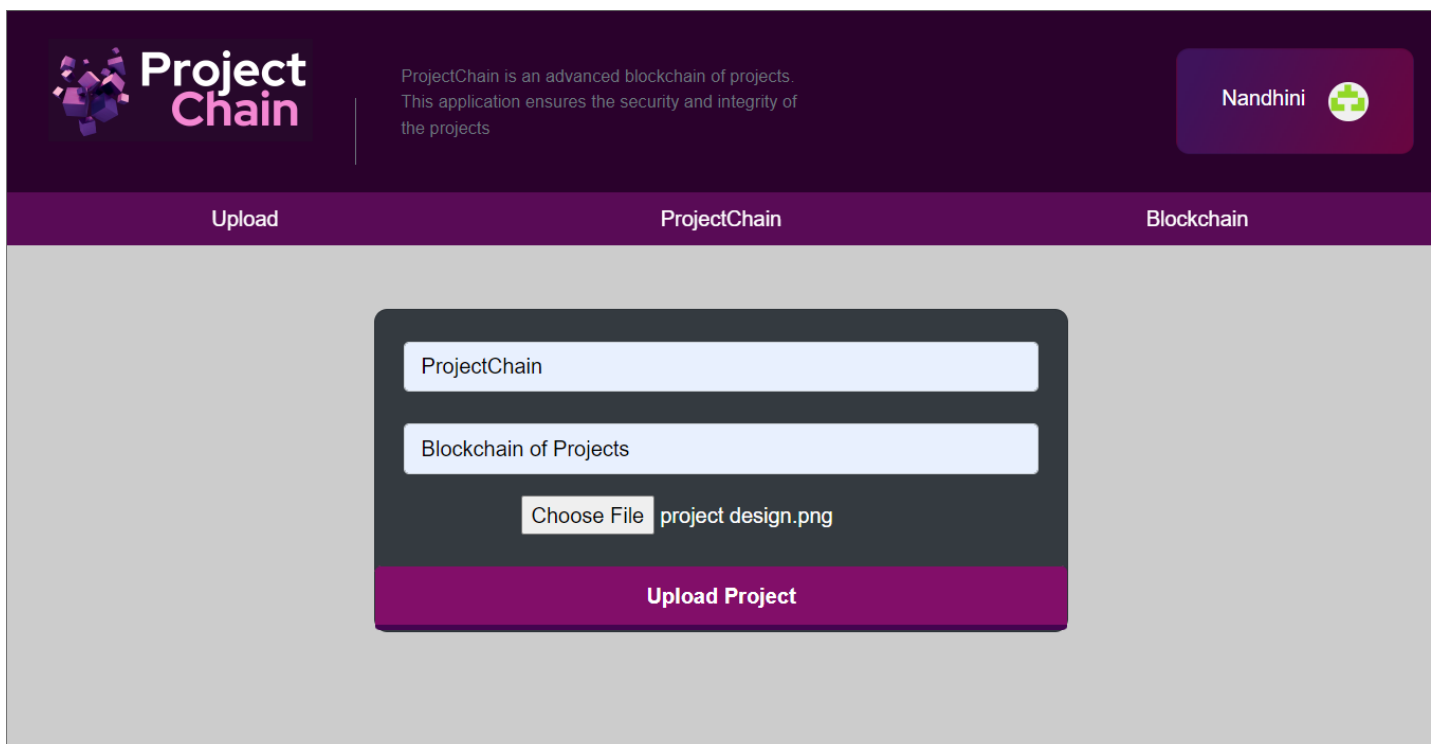 Project
Chain
ProjectChain is an advanced blockchain of projects.
This application ensures the security and integrity of
the projects
Nandhini
Upload
ProjectChain
Blockchain
ProjectChain
Blockchain of Projects
Choose File project design.png
Upload Project